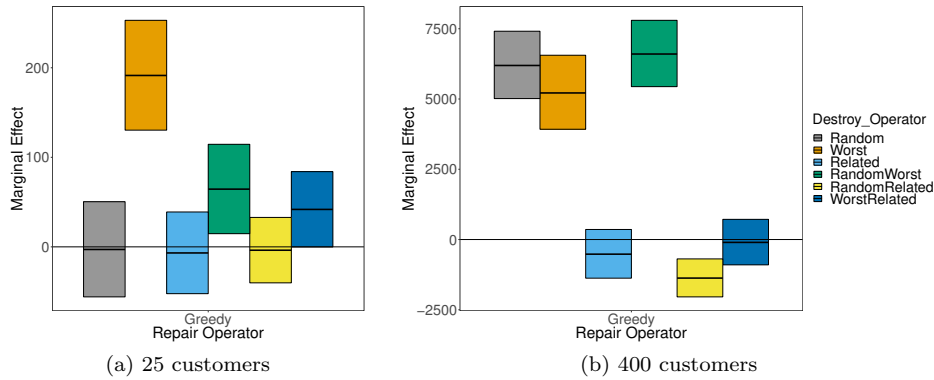 Marginal Effect
200
100
0
Greedy
Repair Operator
(a) 25 customers
Marginal Effect
7500
5000
2500
0
−2500
Greedy
Repair Operator
(b) 400 customers
Destroy_Operator
Random
Worst
Related
RandomWorst
RandomRelated
WorstRelated